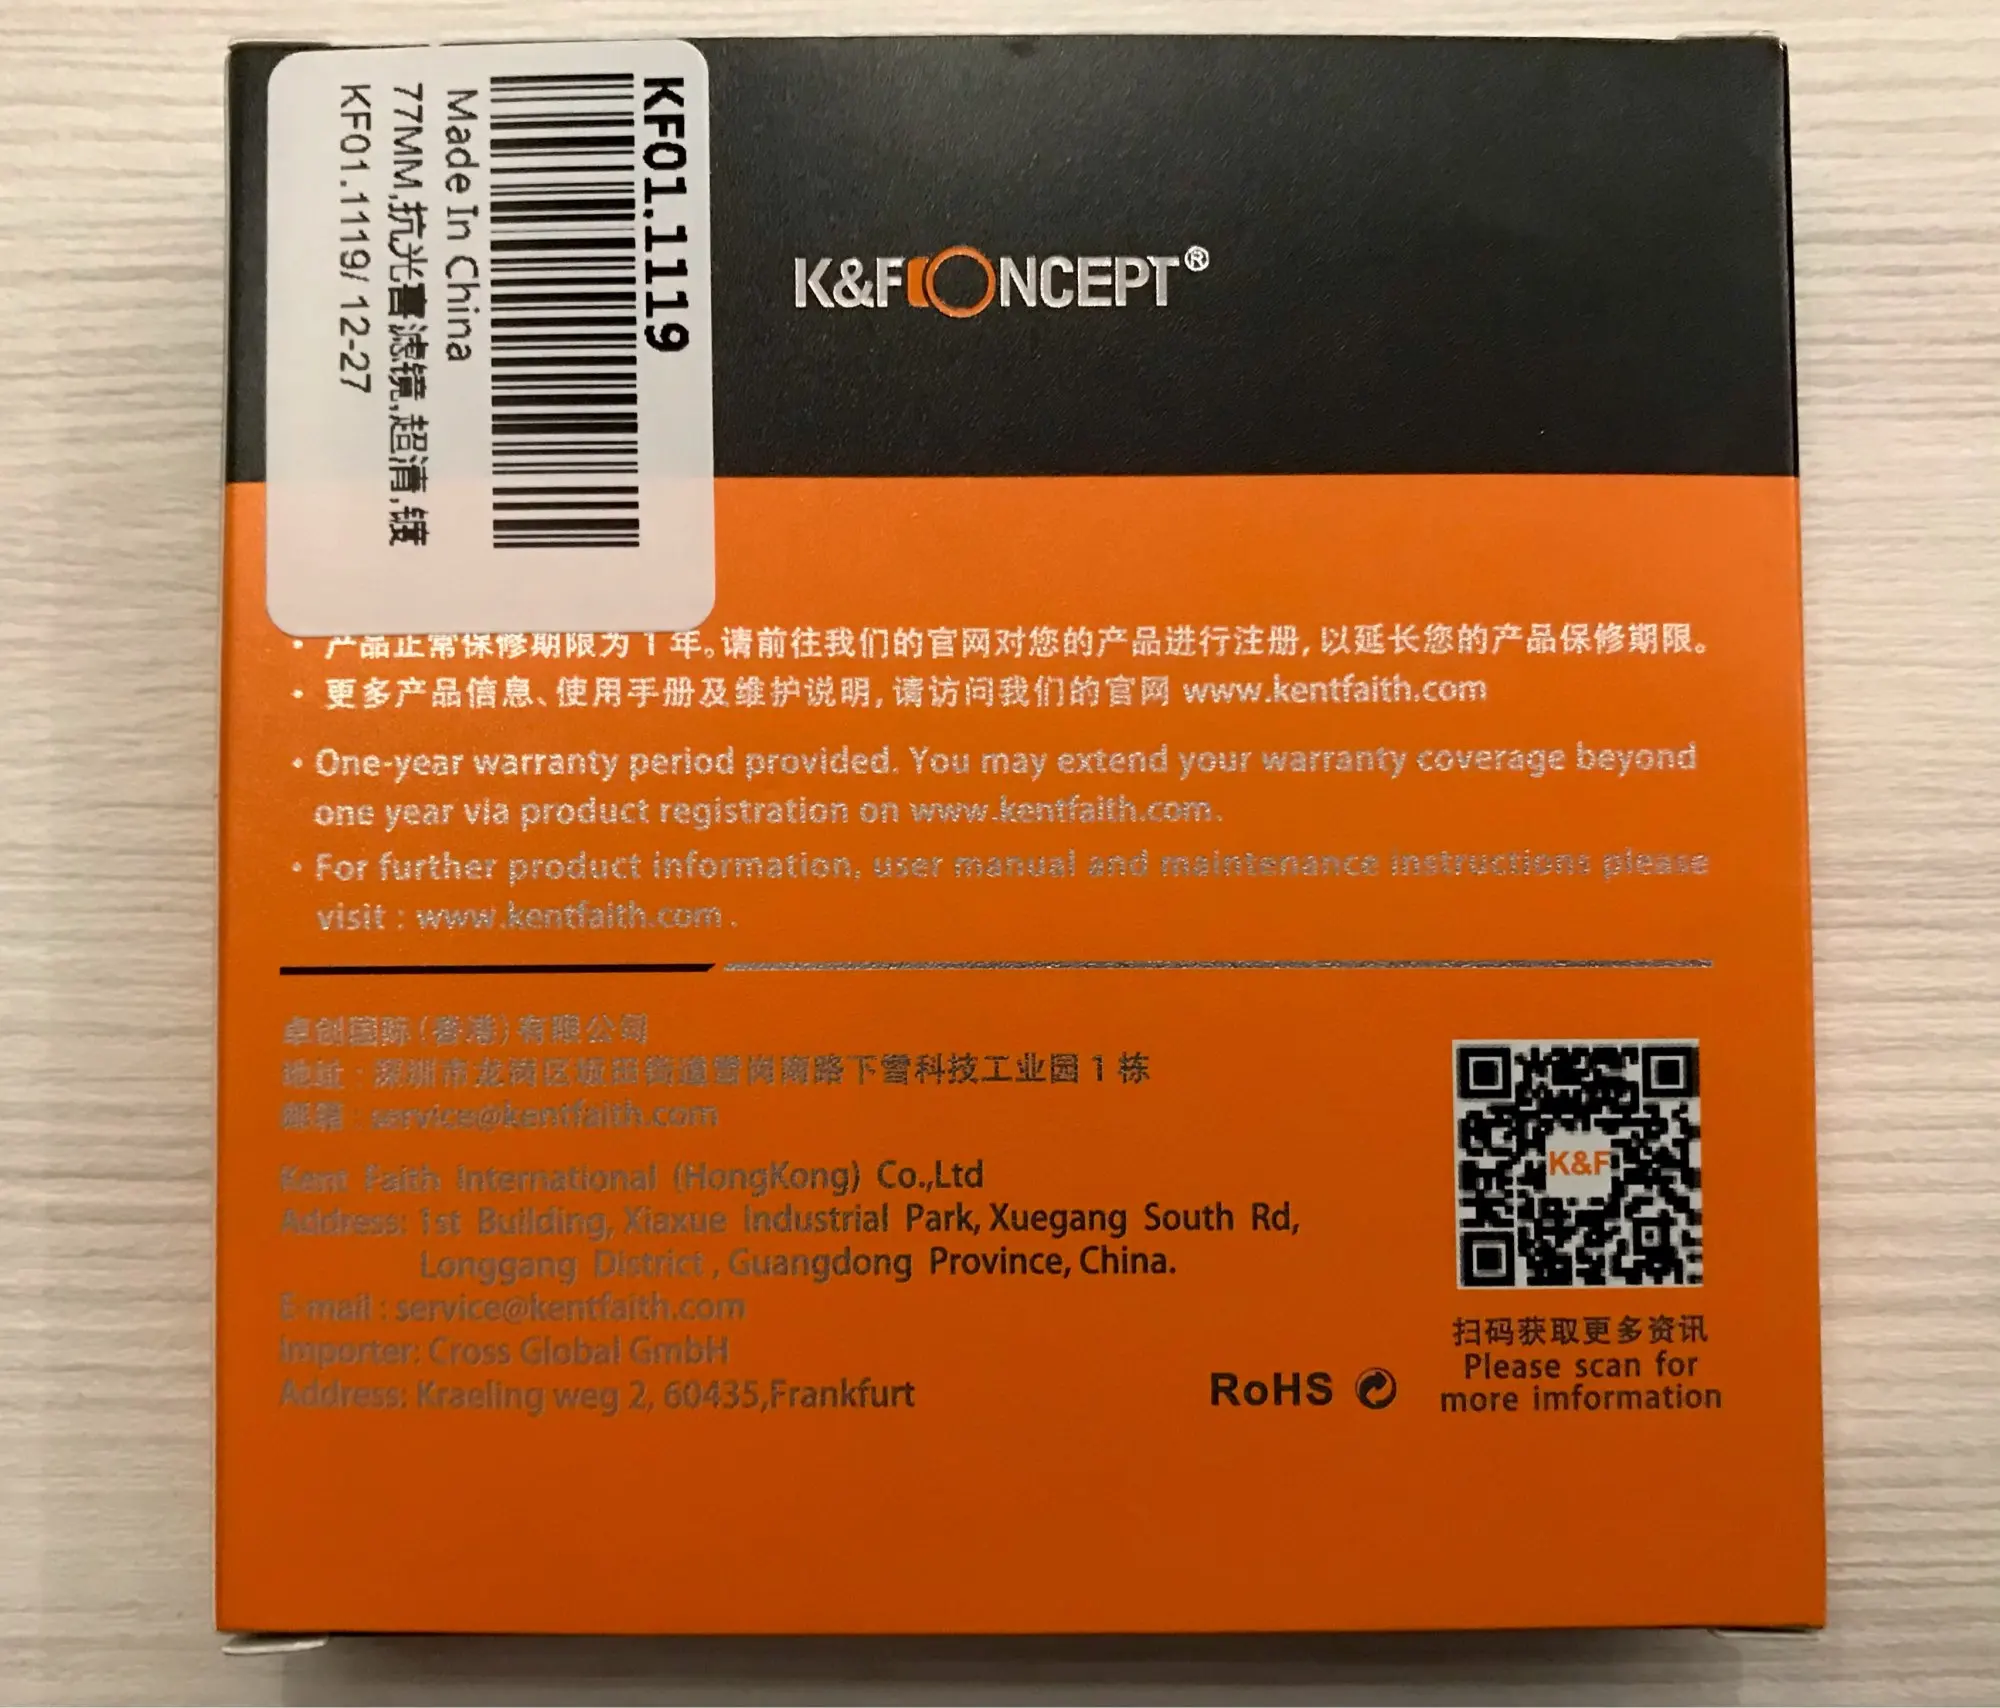 KF01.1119
Made In China
77MM,抗光害滤镜,超清,镀
KF01.1119/ 12-27
K&F CONCEPT®
• 产品正常保修期限为 1 年。请前往我们的官网对您的产品进行注册, 以延长您的产品保修期限。
• 更多产品信息、使用手册及维护说明, 请访问我们的官网 www.kentfaith.com
• One-year warranty period provided. You may extend your warranty coverage beyond
one year via product registration on www.kentfaith.com.
• For further product information, user manual and maintenance instructions please
visit : www.kentfaith.com .
卓创国际(香港)有限公司
地址 : 深圳市龙岗区坂田街道雪岗南路下雪科技工业园 1 栋
邮箱 : service@kentfaith.com
Kent Faith International (HongKong) Co.,Ltd
Address: 1st Building, Xiaxue Industrial Park, Xuegang South Rd,
Longgang District , Guangdong Province, China.
E-mail : service@kentfaith.com
Importer: Cross Global GmbH
Address: Kraeling weg 2, 60435,Frankfurt
RoHS
K&F
扫码获取更多资讯
Please scan for
more imformation